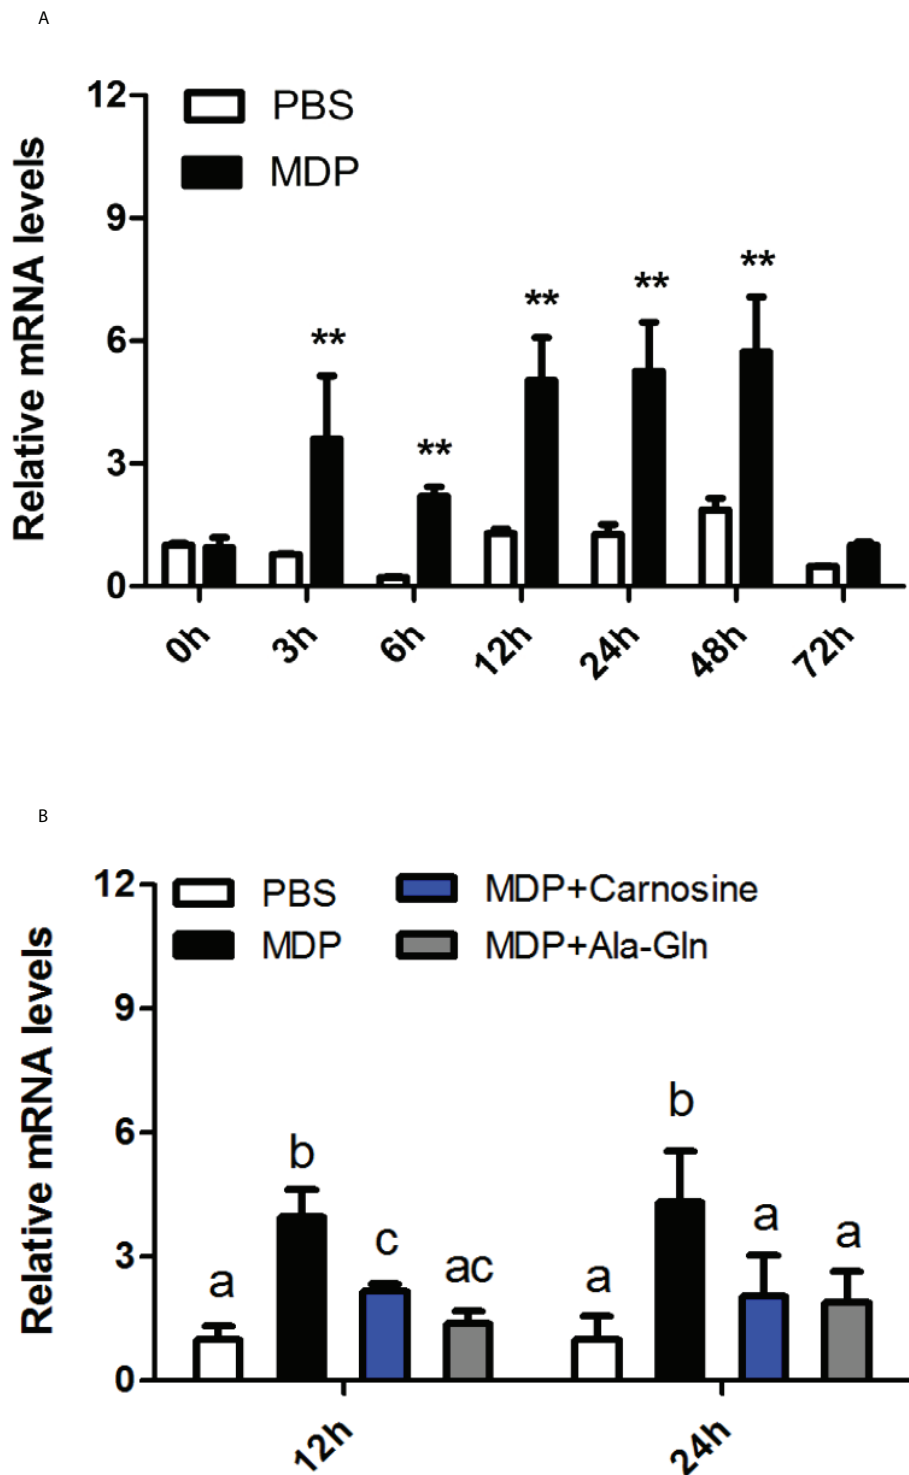 A
Relative mRNA levels
12
9
6
3
0
PBS
MDP
**
**
**
**
**
0h
3h
6h
12h
24h
48h
72h
B
Relative mRNA levels
12
9
6
3
0
PBS
MDP
MDP+Carnosine
MDP+Ala-Gln
a
b
c
ac
a
b
a
a
12h
24h